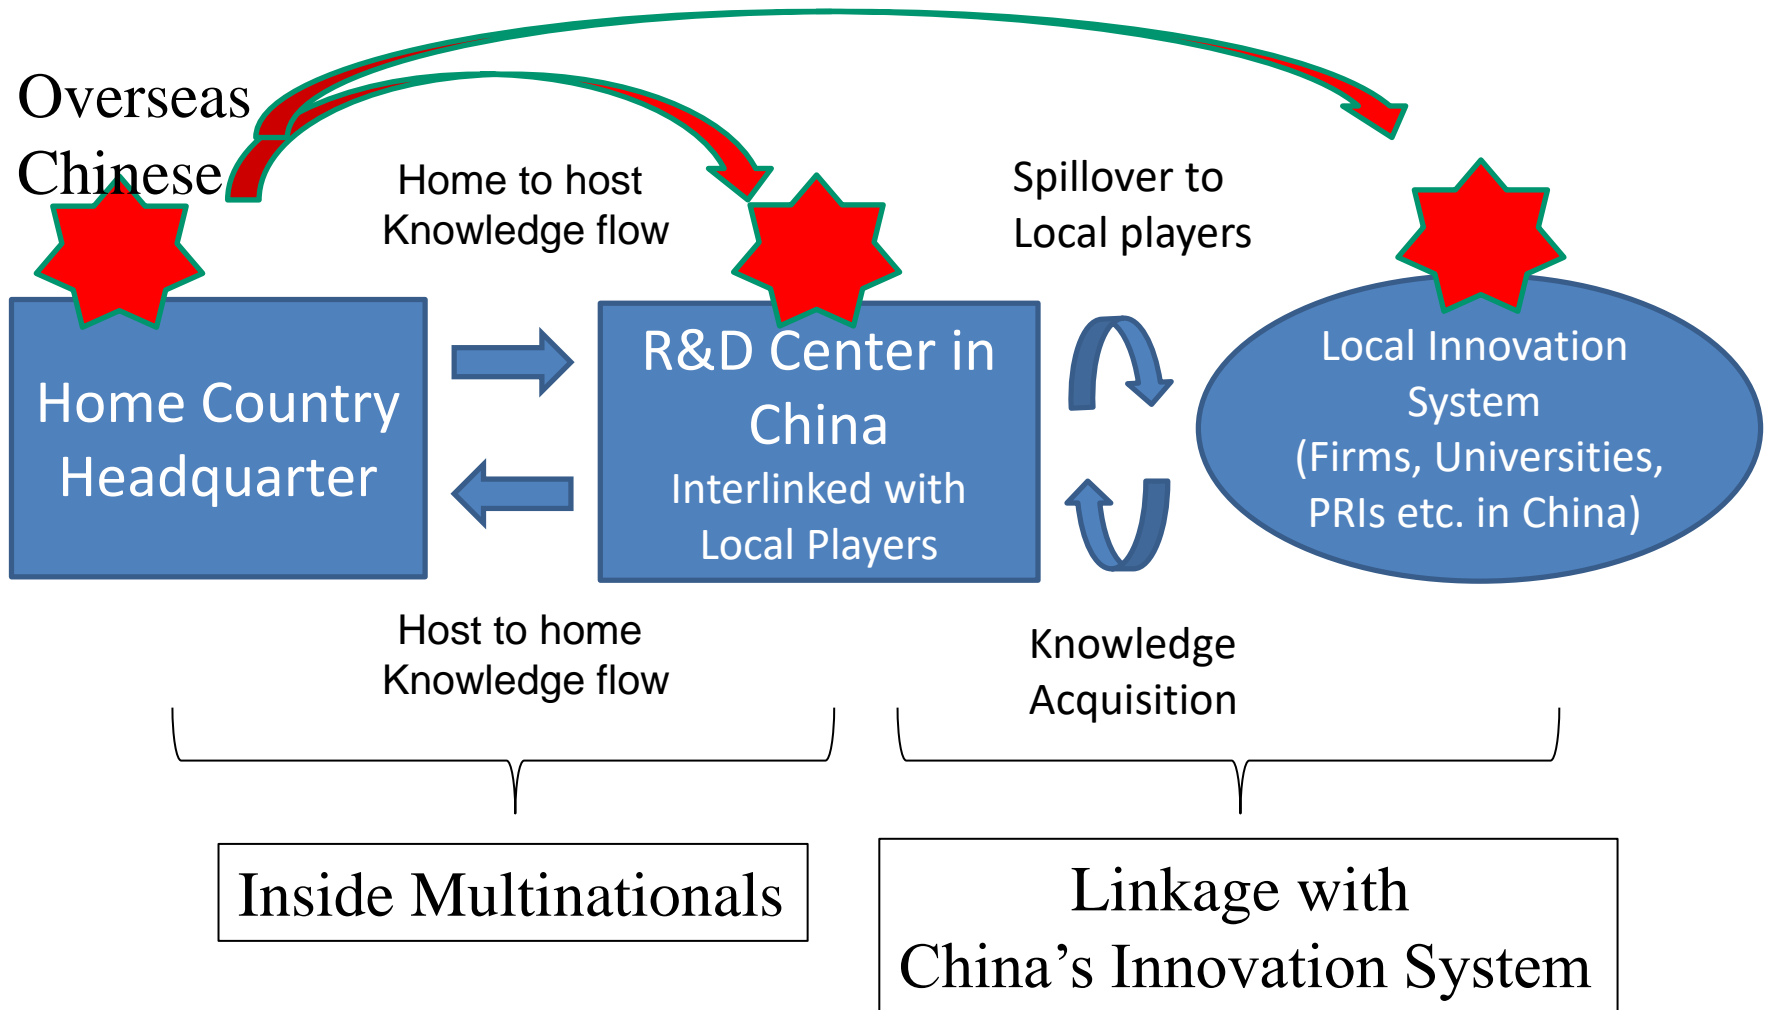 Overseas
Chinese
Home to host
Knowledge flow
Spillover to
Local players
Home Country
Headquarter
R&D Center in
China
Interlinked with
Local Players
Local Innovation
System
(Firms, Universities,
PRIs etc. in China)
Host to home
Knowledge flow
Knowledge
Acquisition
Inside Multinationals
Linkage with
China’s Innovation System